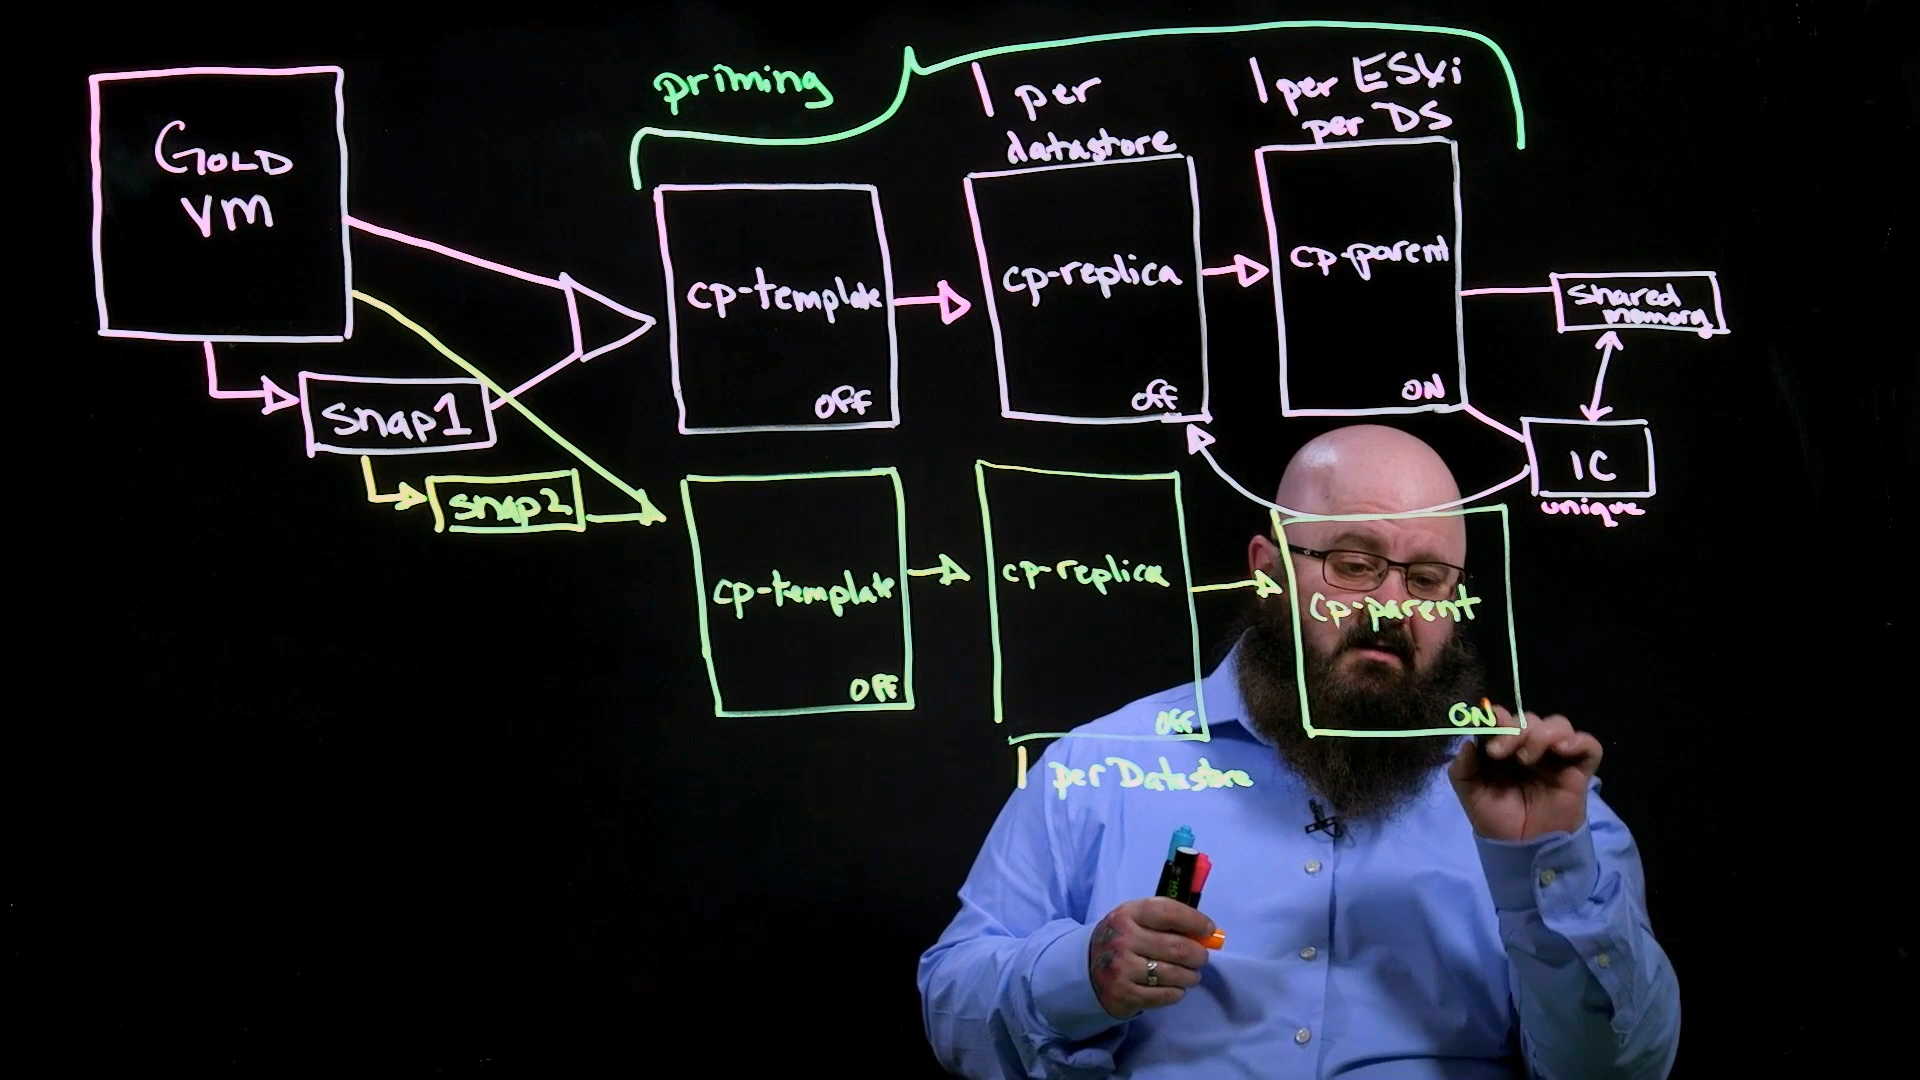 priming
1 per
datastore
1 per ESXi
per DS
GOLD
VM
cp-template
OFF
cp-replica
OFF
cp-parent
ON
shared
memory
snap1
IC
unique
snap2
cp-template
OFF
cp-replica
OFF
cp-parent
ON
1 per Datastore